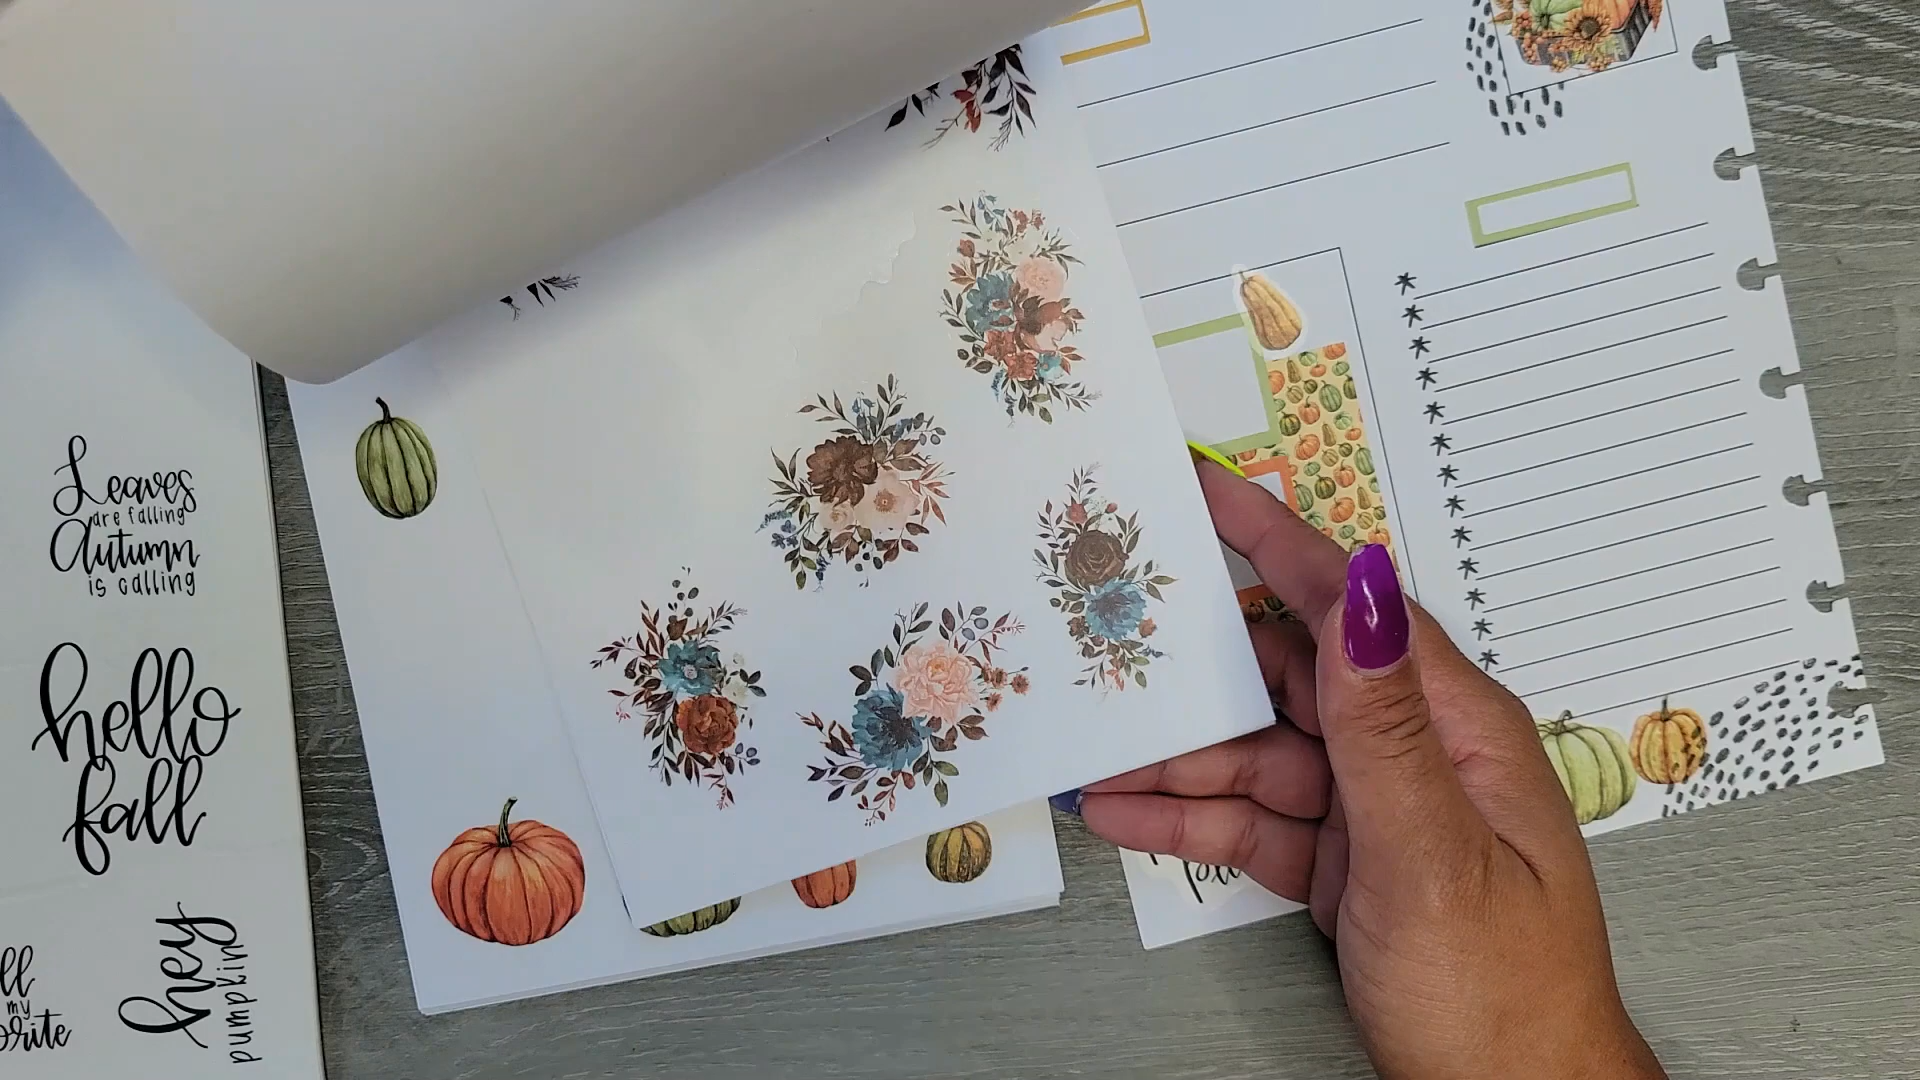 Leaves
are falling
Autumn
is calling
hello
fall
my
hey
pumpkin